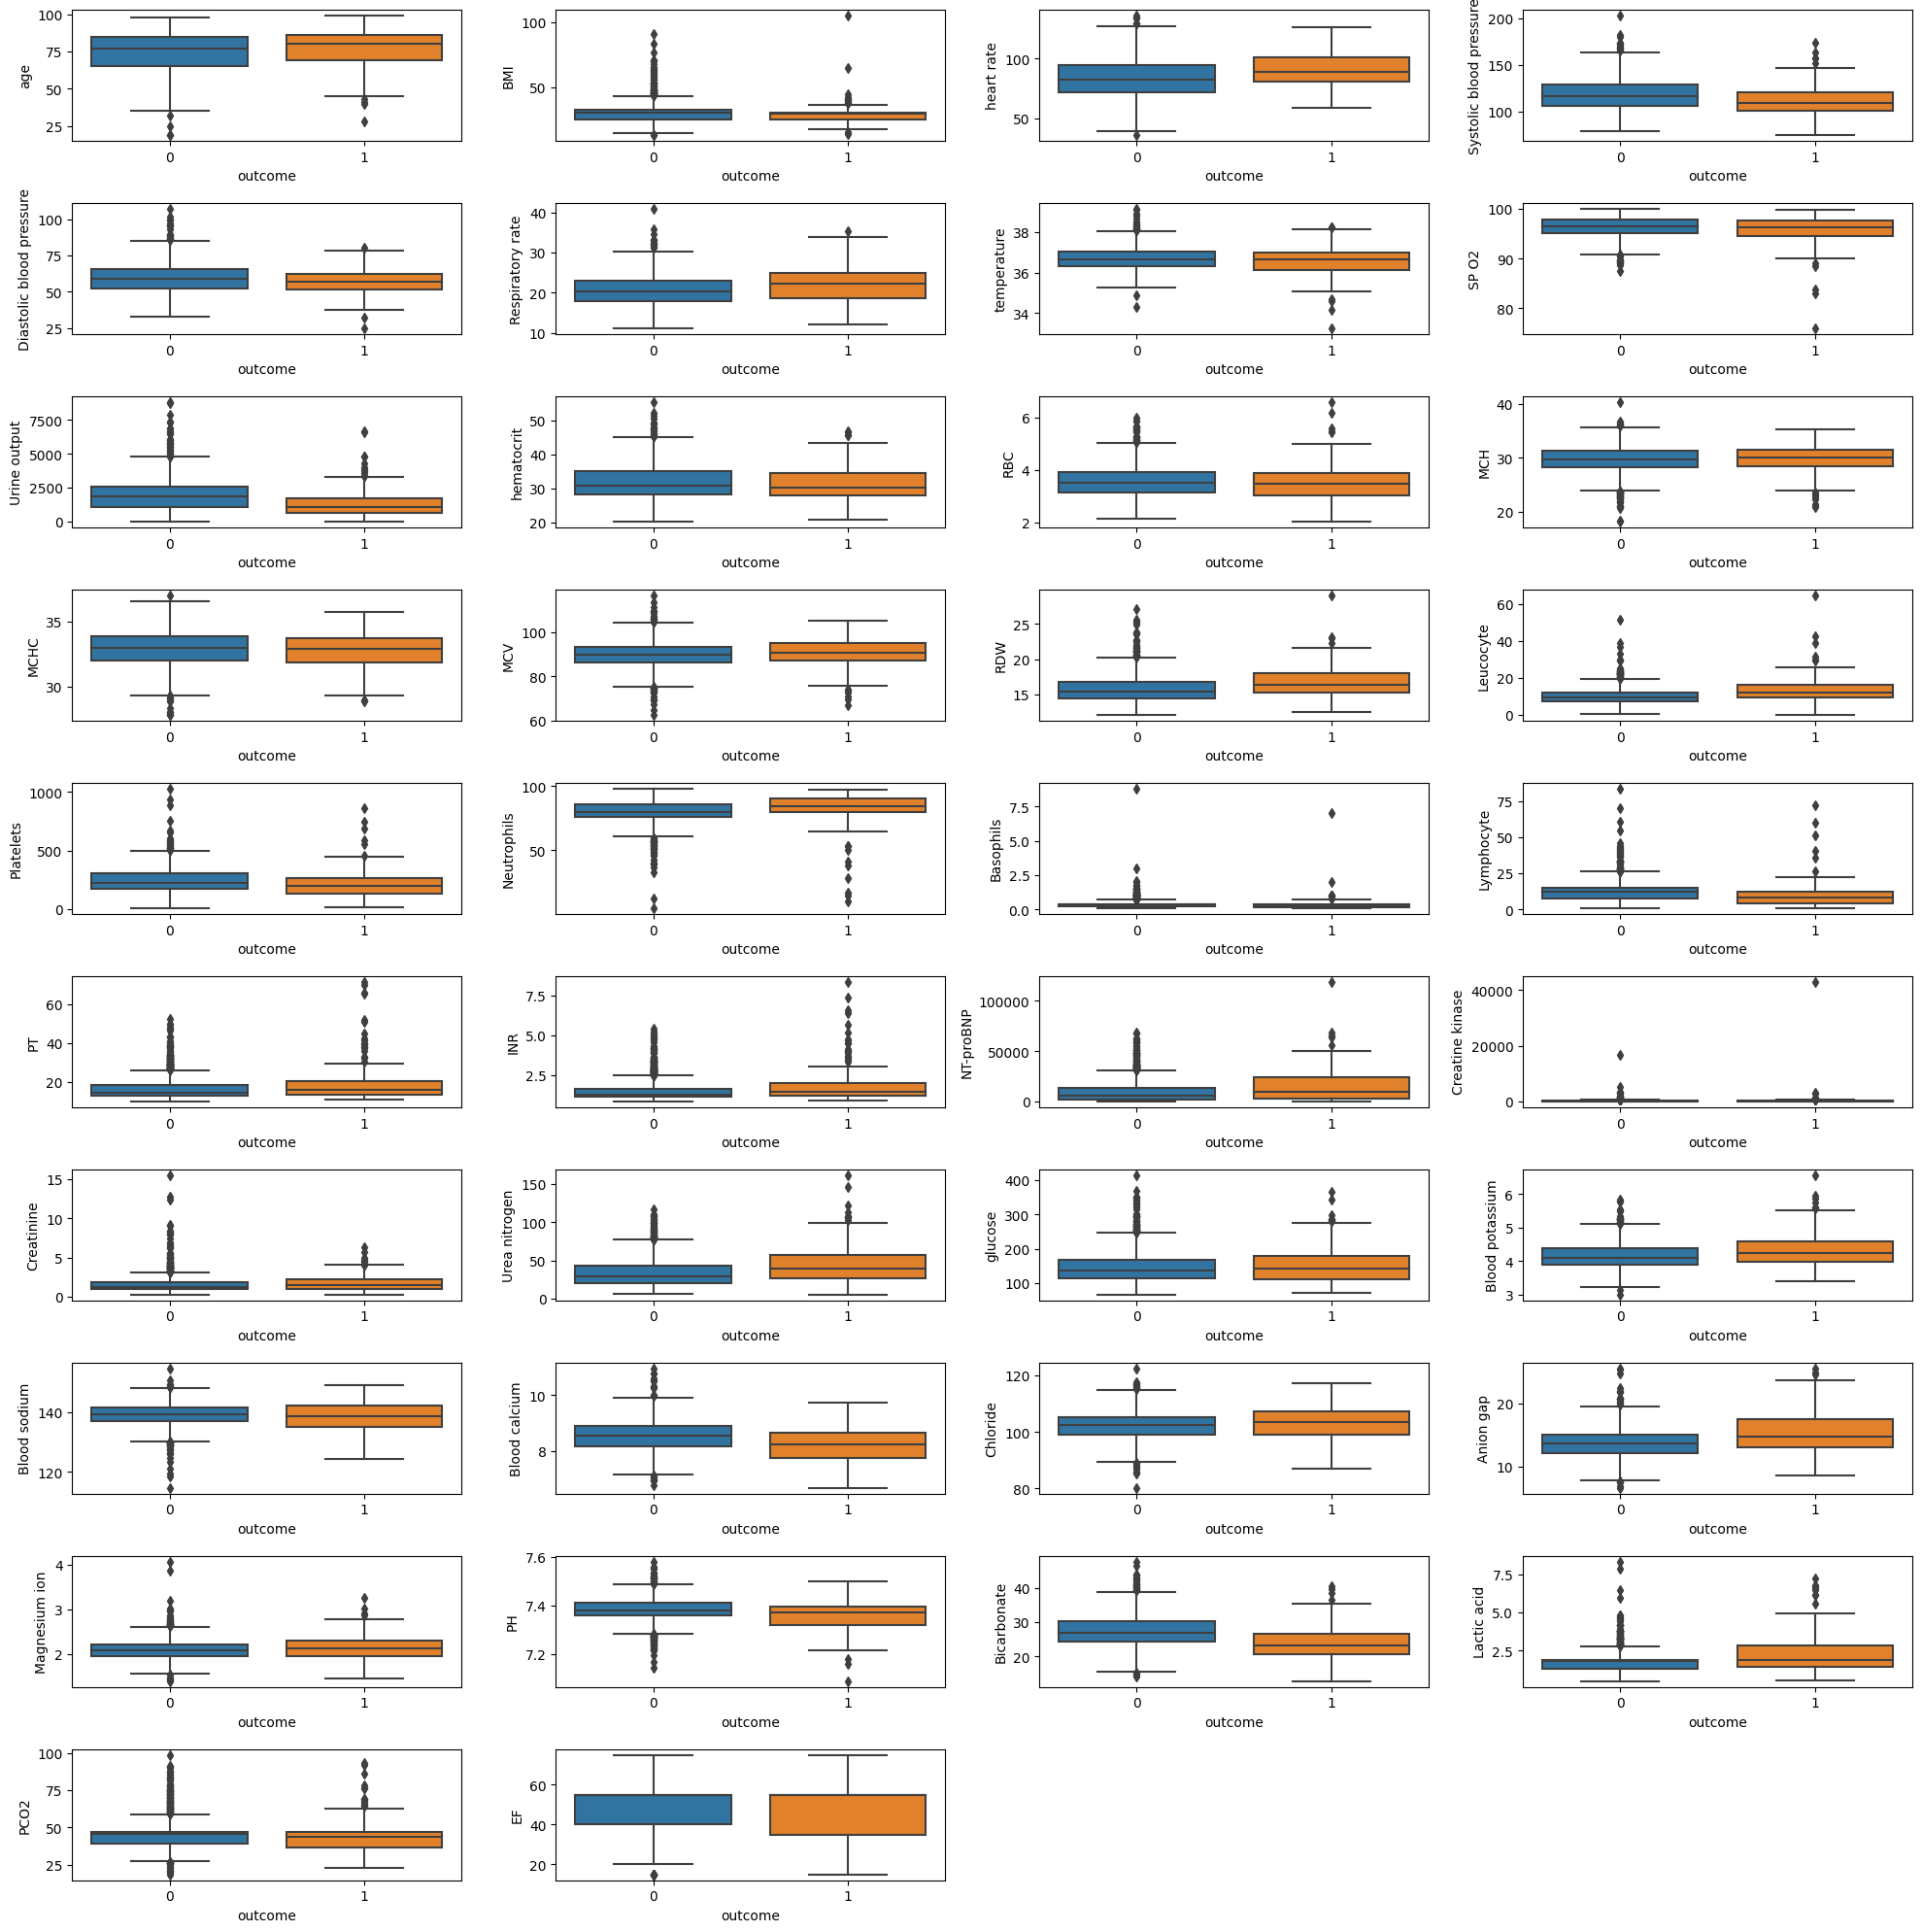 age
100
75
50
25
0 1
outcome
BMI
100
50
0 1
outcome
heart rate
100
50
0 1
outcome
Systolic blood pressure
200
150
100
0 1
outcome
Diastolic blood pressure
100
75
50
25
0 1
outcome
Respiratory rate
40
30
20
10
0 1
outcome
temperature
38
36
34
0 1
outcome
SP O2
100
90
80
0 1
outcome
Urine output
7500
5000
2500
0
0 1
outcome
hematocrit
50
40
30
20
0 1
outcome
RBC
6
4
2
0 1
outcome
MCH
40
30
20
0 1
outcome
MCHC
35
30
0 1
outcome
MCV
100
80
60
0 1
outcome
RDW
25
20
15
0 1
outcome
Leucocyte
60
40
20
0
0 1
outcome
Platelets
1000
500
0
0 1
outcome
Neutrophils
100
50
0 1
outcome
Basophils
7.5
5.0
2.5
0.0
0 1
outcome
Lymphocyte
75
50
25
0
0 1
outcome
PT
60
40
20
0 1
outcome
INR
7.5
5.0
2.5
0 1
outcome
NT-proBNP
100000
50000
0
0 1
outcome
Creatine kinase
40000
20000
0
0 1
outcome
Creatinine
15
10
5
0
0 1
outcome
Urea nitrogen
150
100
50
0
0 1
outcome
glucose
400
300
200
100
0 1
outcome
Blood potassium
6
5
4
3
0 1
outcome
Blood sodium
140
120
0 1
outcome
Blood calcium
10
8
0 1
outcome
Chloride
120
100
80
0 1
outcome
Anion gap
20
10
0 1
outcome
Magnesium ion
4
3
2
0 1
outcome
PH
7.6
7.4
7.2
0 1
outcome
Bicarbonate
40
30
20
0 1
outcome
Lactic acid
7.5
5.0
2.5
0 1
outcome
PCO2
100
75
50
25
0 1
outcome
EF
60
40
20
0 1
outcome